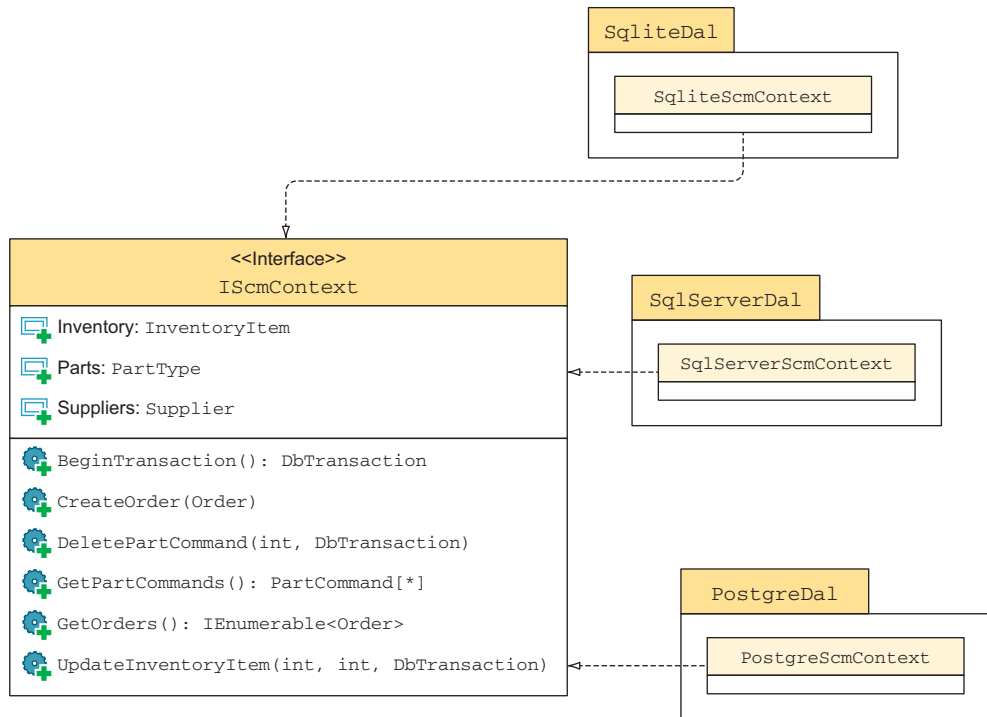 SqliteDal
SqliteScmContext
<<Interface>>
IScmContext
Inventory: InventoryItem
Parts: PartType
Suppliers: Supplier
BeginTransaction(): DbTransaction
CreateOrder(Order)
DeletePartCommand(int, DbTransaction)
GetPartCommands(): PartCommand[*]
GetOrders(): IEnumerable<Order>
UpdateInventoryItem(int, int, DbTransaction)
SqlServerDal
SqlServerScmContext
PostgreDal
PostgreScmContext